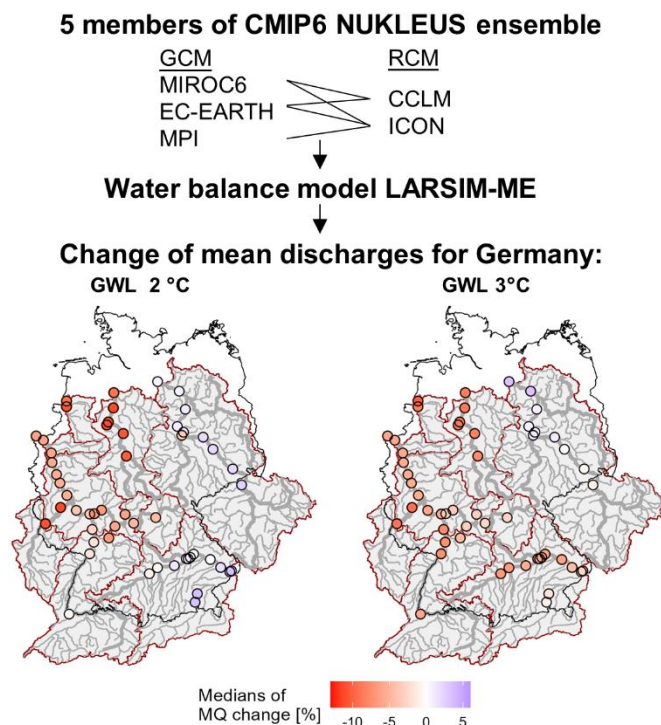 5 members of CMIP6 NUKLEUS ensemble
GCM RCM
MIROC6
EC-EARTH CCLM
MPI ICON
Water balance model LARSIM-ME
Change of mean discharges for Germany:
GWL 2 °C GWL 3°C
Medians of
MQ change [%]
-10 -5 0 5